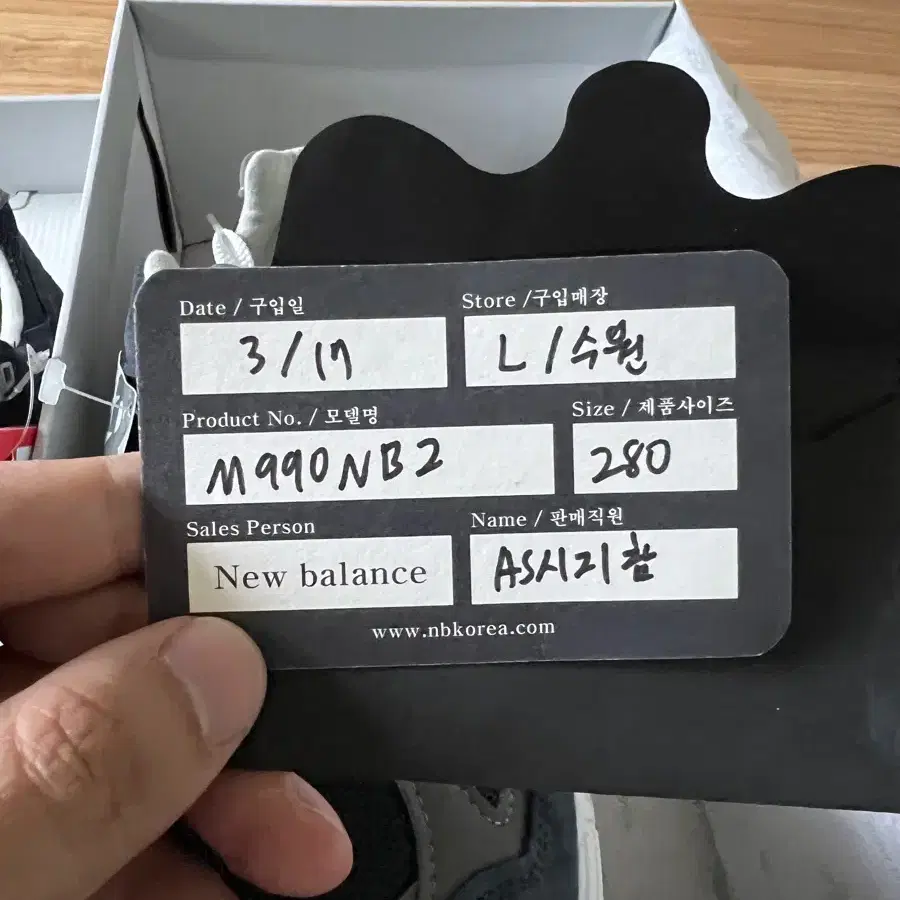 Date / 구입일
Store /구입매장
3/17
L/수원
Product No. / 모델명
Size / 제품사이즈
M990NB2
280
Sales Person
Name / 판매직원
New balance
www.nbkorea.com